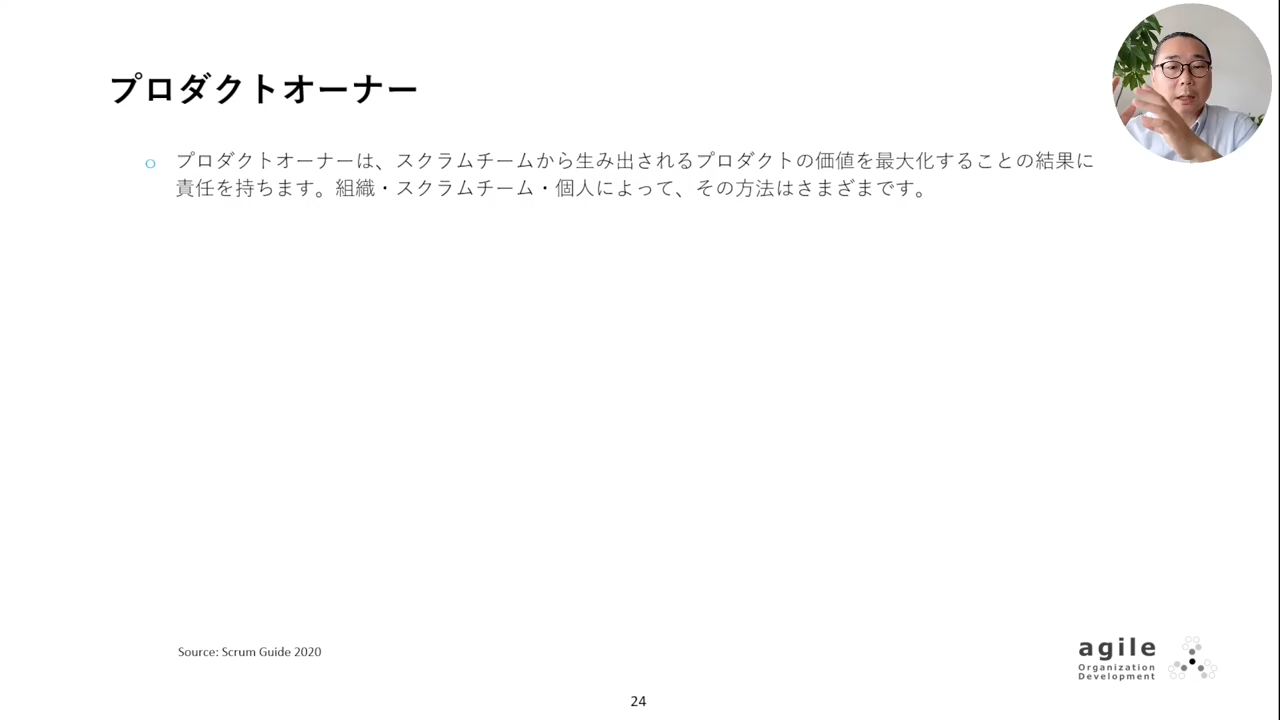 プロダクトオーナー
o プロダクトオーナーは、スクラムチームから生み出されるプロダクトの価値を最大化することの結果に
責任を持ちます。組織・スクラムチーム・個人によって、その方法はさまざまです。
Source: Scrum Guide 2020
agile
Organization
Development
24